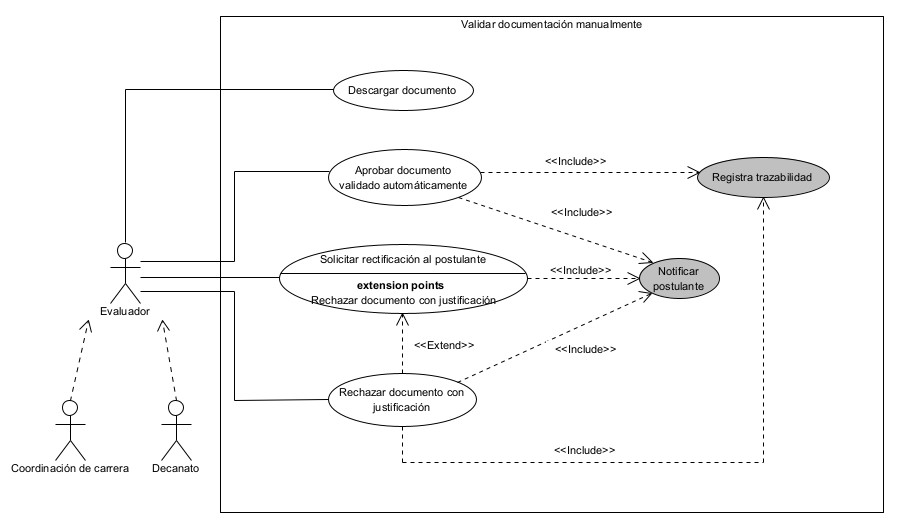 Validar documentación manualmente
Descargar documento
Aprobar documento
validado automáticamente
<<Include>>
Registra trazabilidad
<<Include>>
Solicitar rectificación al postulante
extension points
Rechazar documento con justificación
<<Include>>
Notificar
postulante
Evaluador
<<Extend>>
<<Include>>
Rechazar documento con
justificación
<<Include>>
Coordinación de carrera
Decanato